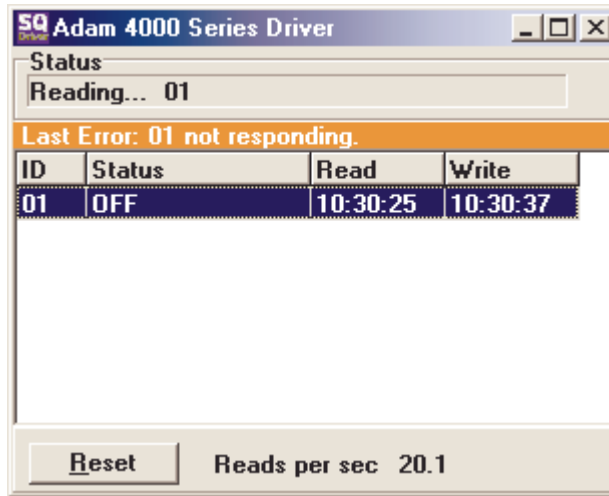 SQ Driver Adam 4000 Series Driver
Status
Reading... 01
Last Error: 01 not responding.
ID Status Read Write
01 OFF 10:30:25 10:30:37
Reset Reads per sec 20.1